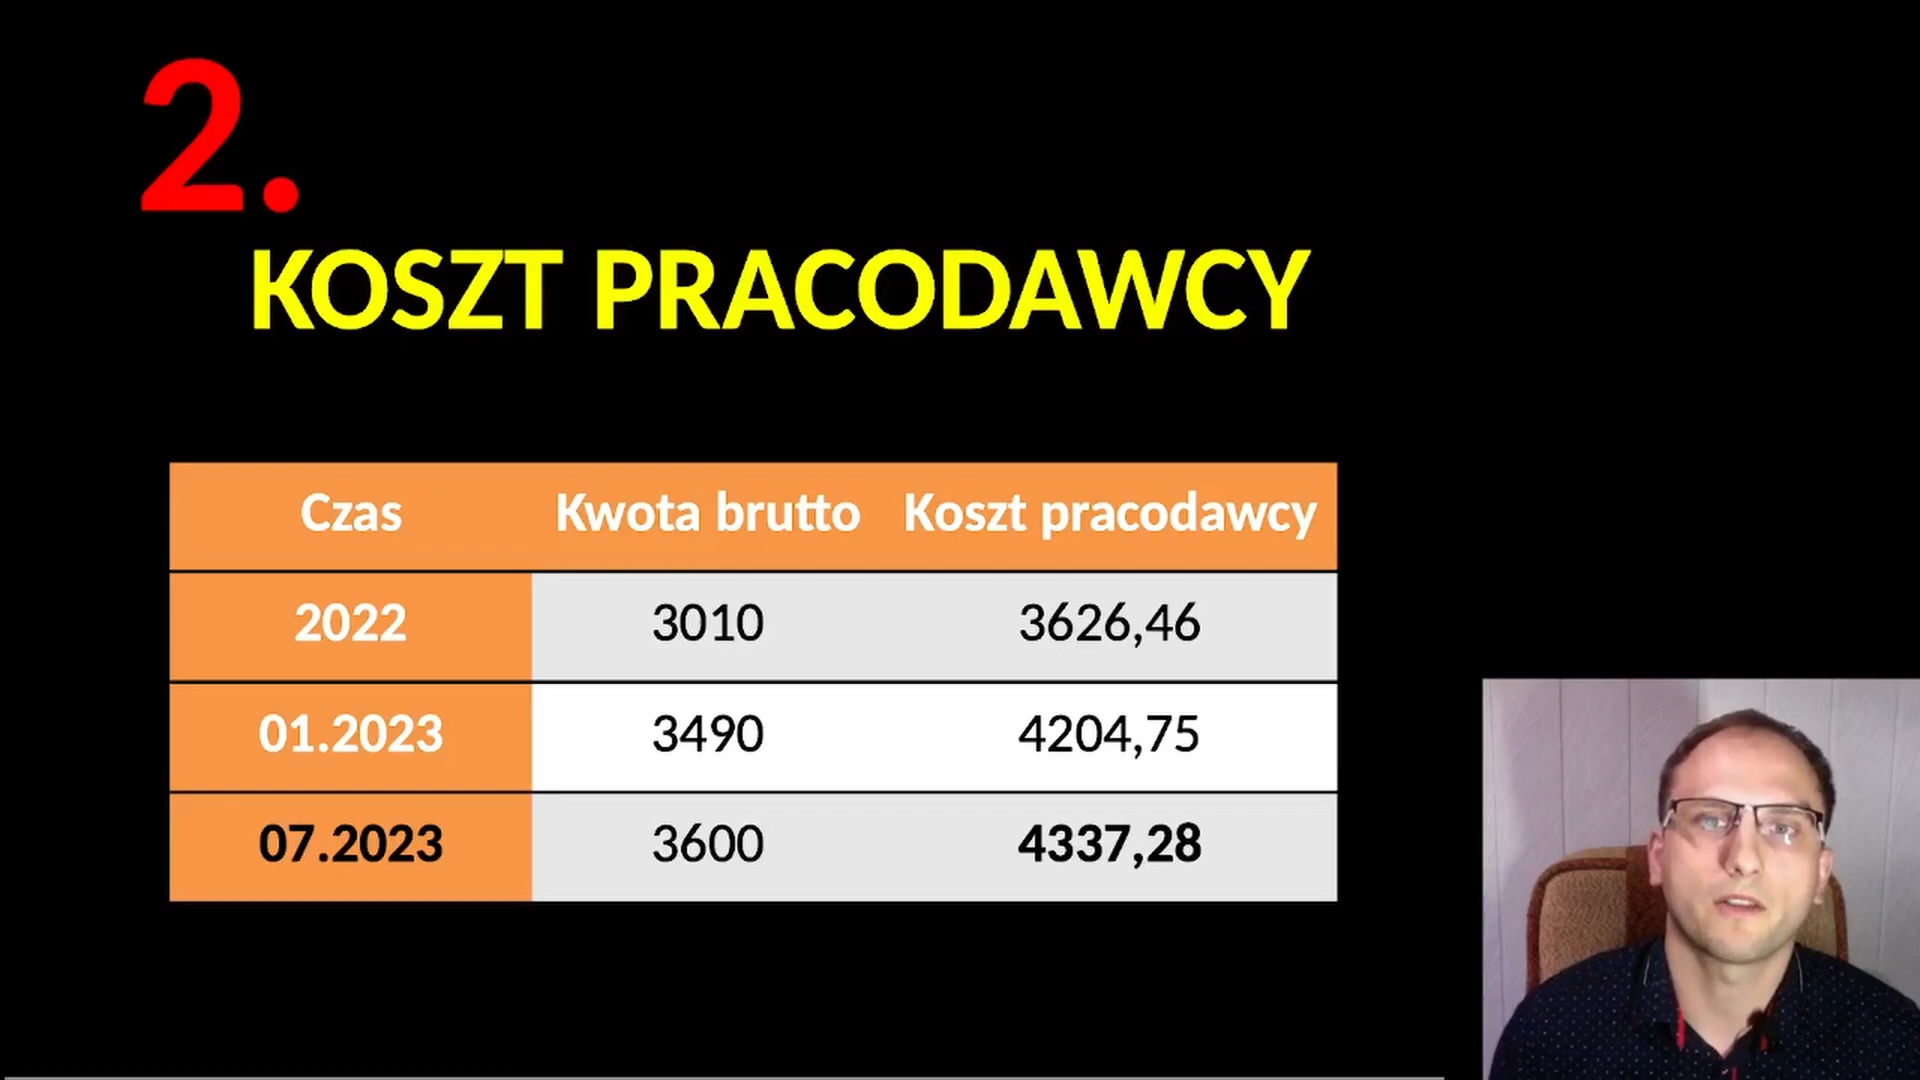 2.
KOSZT PRACODAWCY
Czas Kwota brutto Koszt pracodawcy
2022 3010 3626,46
01.2023 3490 4204,75
07.2023 3600 4337,28